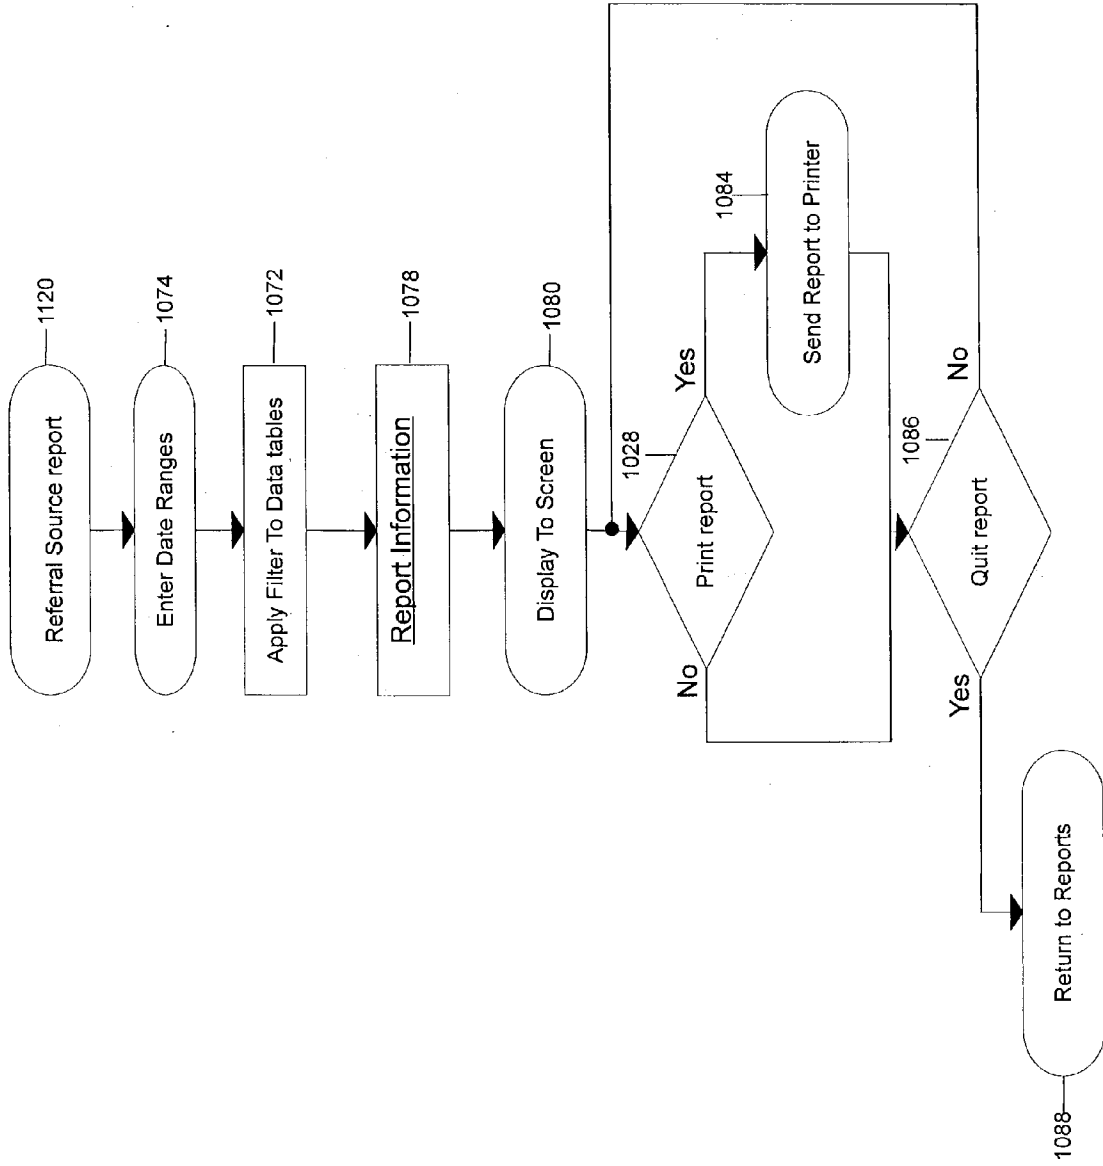 Referral Source report
1120
Enter Date Ranges
1074
Apply Filter To Data tables
1072
Report Information
1078
Display To Screen
1080
Print report
1028
Yes
No
Send Report to Printer
1084
Quit report
1086
No
Yes
Return to Reports
1088